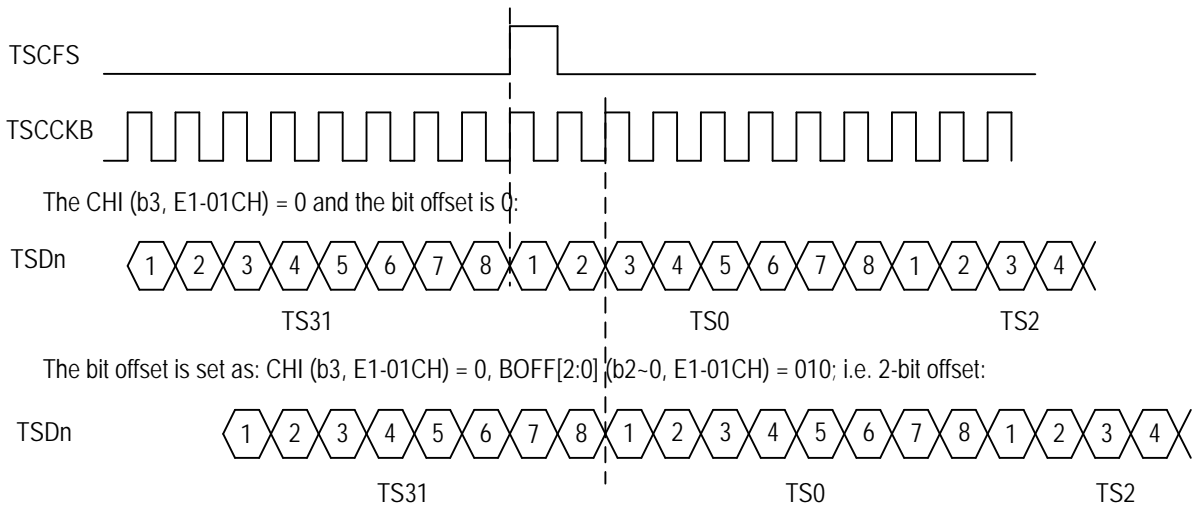 TSCFS
TSCCKB
The CHI (b3, E1-01CH) = 0 and the bit offset is 0:
TSDn 1 2 3 4 5 6 7 8 1 2 3 4 5 6 7 8 1 2 3 4
TS31 TS0 TS2
The bit offset is set as: CHI (b3, E1-01CH) = 0, BOFF[2:0] (b2~0, E1-01CH) = 010; i.e. 2-bit offset:
TSDn 1 2 3 4 5 6 7 8 1 2 3 4 5 6 7 8 1 2 3 4
TS31 TS0 TS2